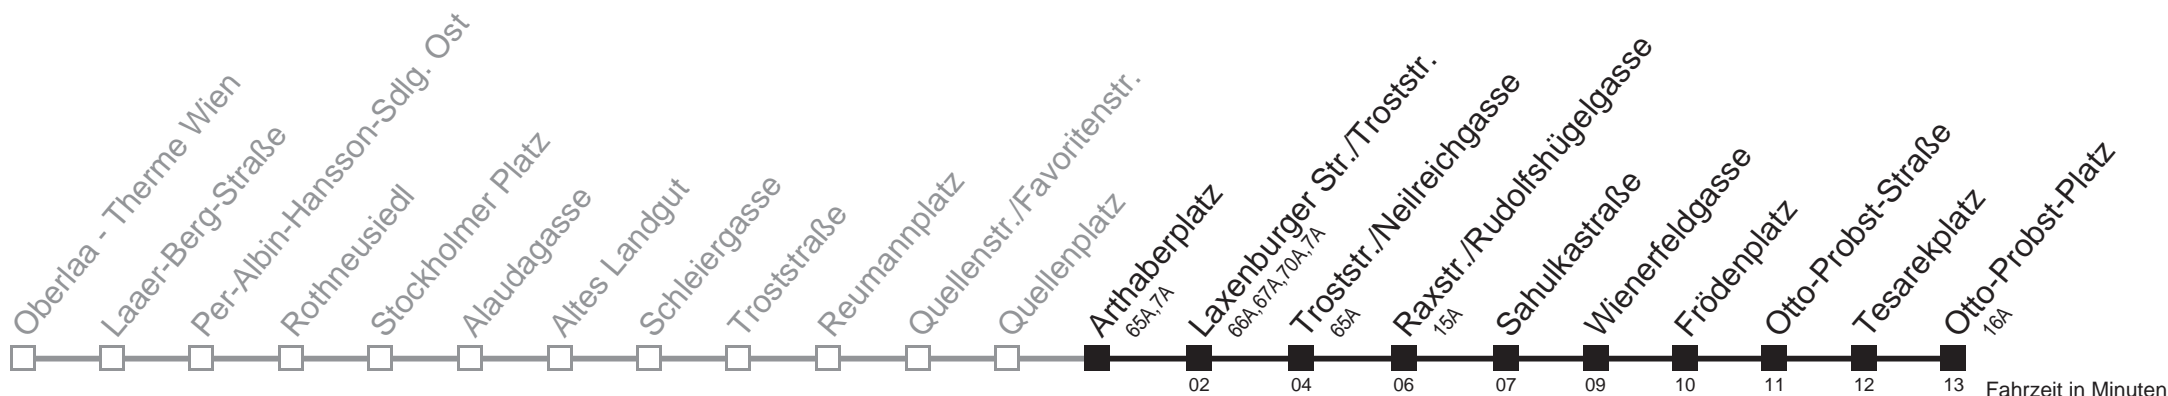 Oberlaa - Therme Wien
Laaer-Berg-Straße
Per-Albin-Hansson-Sdlg. Ost
Rothneusiedl
Stockholmer Platz
Alaudagasse
Altes Landgut
Schleiergasse
Troststraße
Reumannplatz
Quellenstr./Favoritenstr.
Quellenplatz
Arthaberplatz
65A,7A
Laxenburger Str./Troststr.
66A,67A,70A,7A
Troststr./Neilreichgasse
65A
Raxstr./Rudolfshügelgasse
15A
Sahulkastraße
Wienerfeldgasse
Frödenplatz
Otto-Probst-Straße
Tesarekplatz
Otto-Probst-Platz
16A
02 04 06 07 09 10 11 12 13 Fahrzeit in Minuten